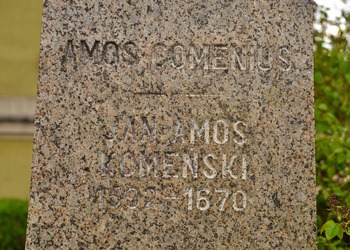 AMOS COMENIUS
JAN AMOS
KOMENSKI
1592-1670